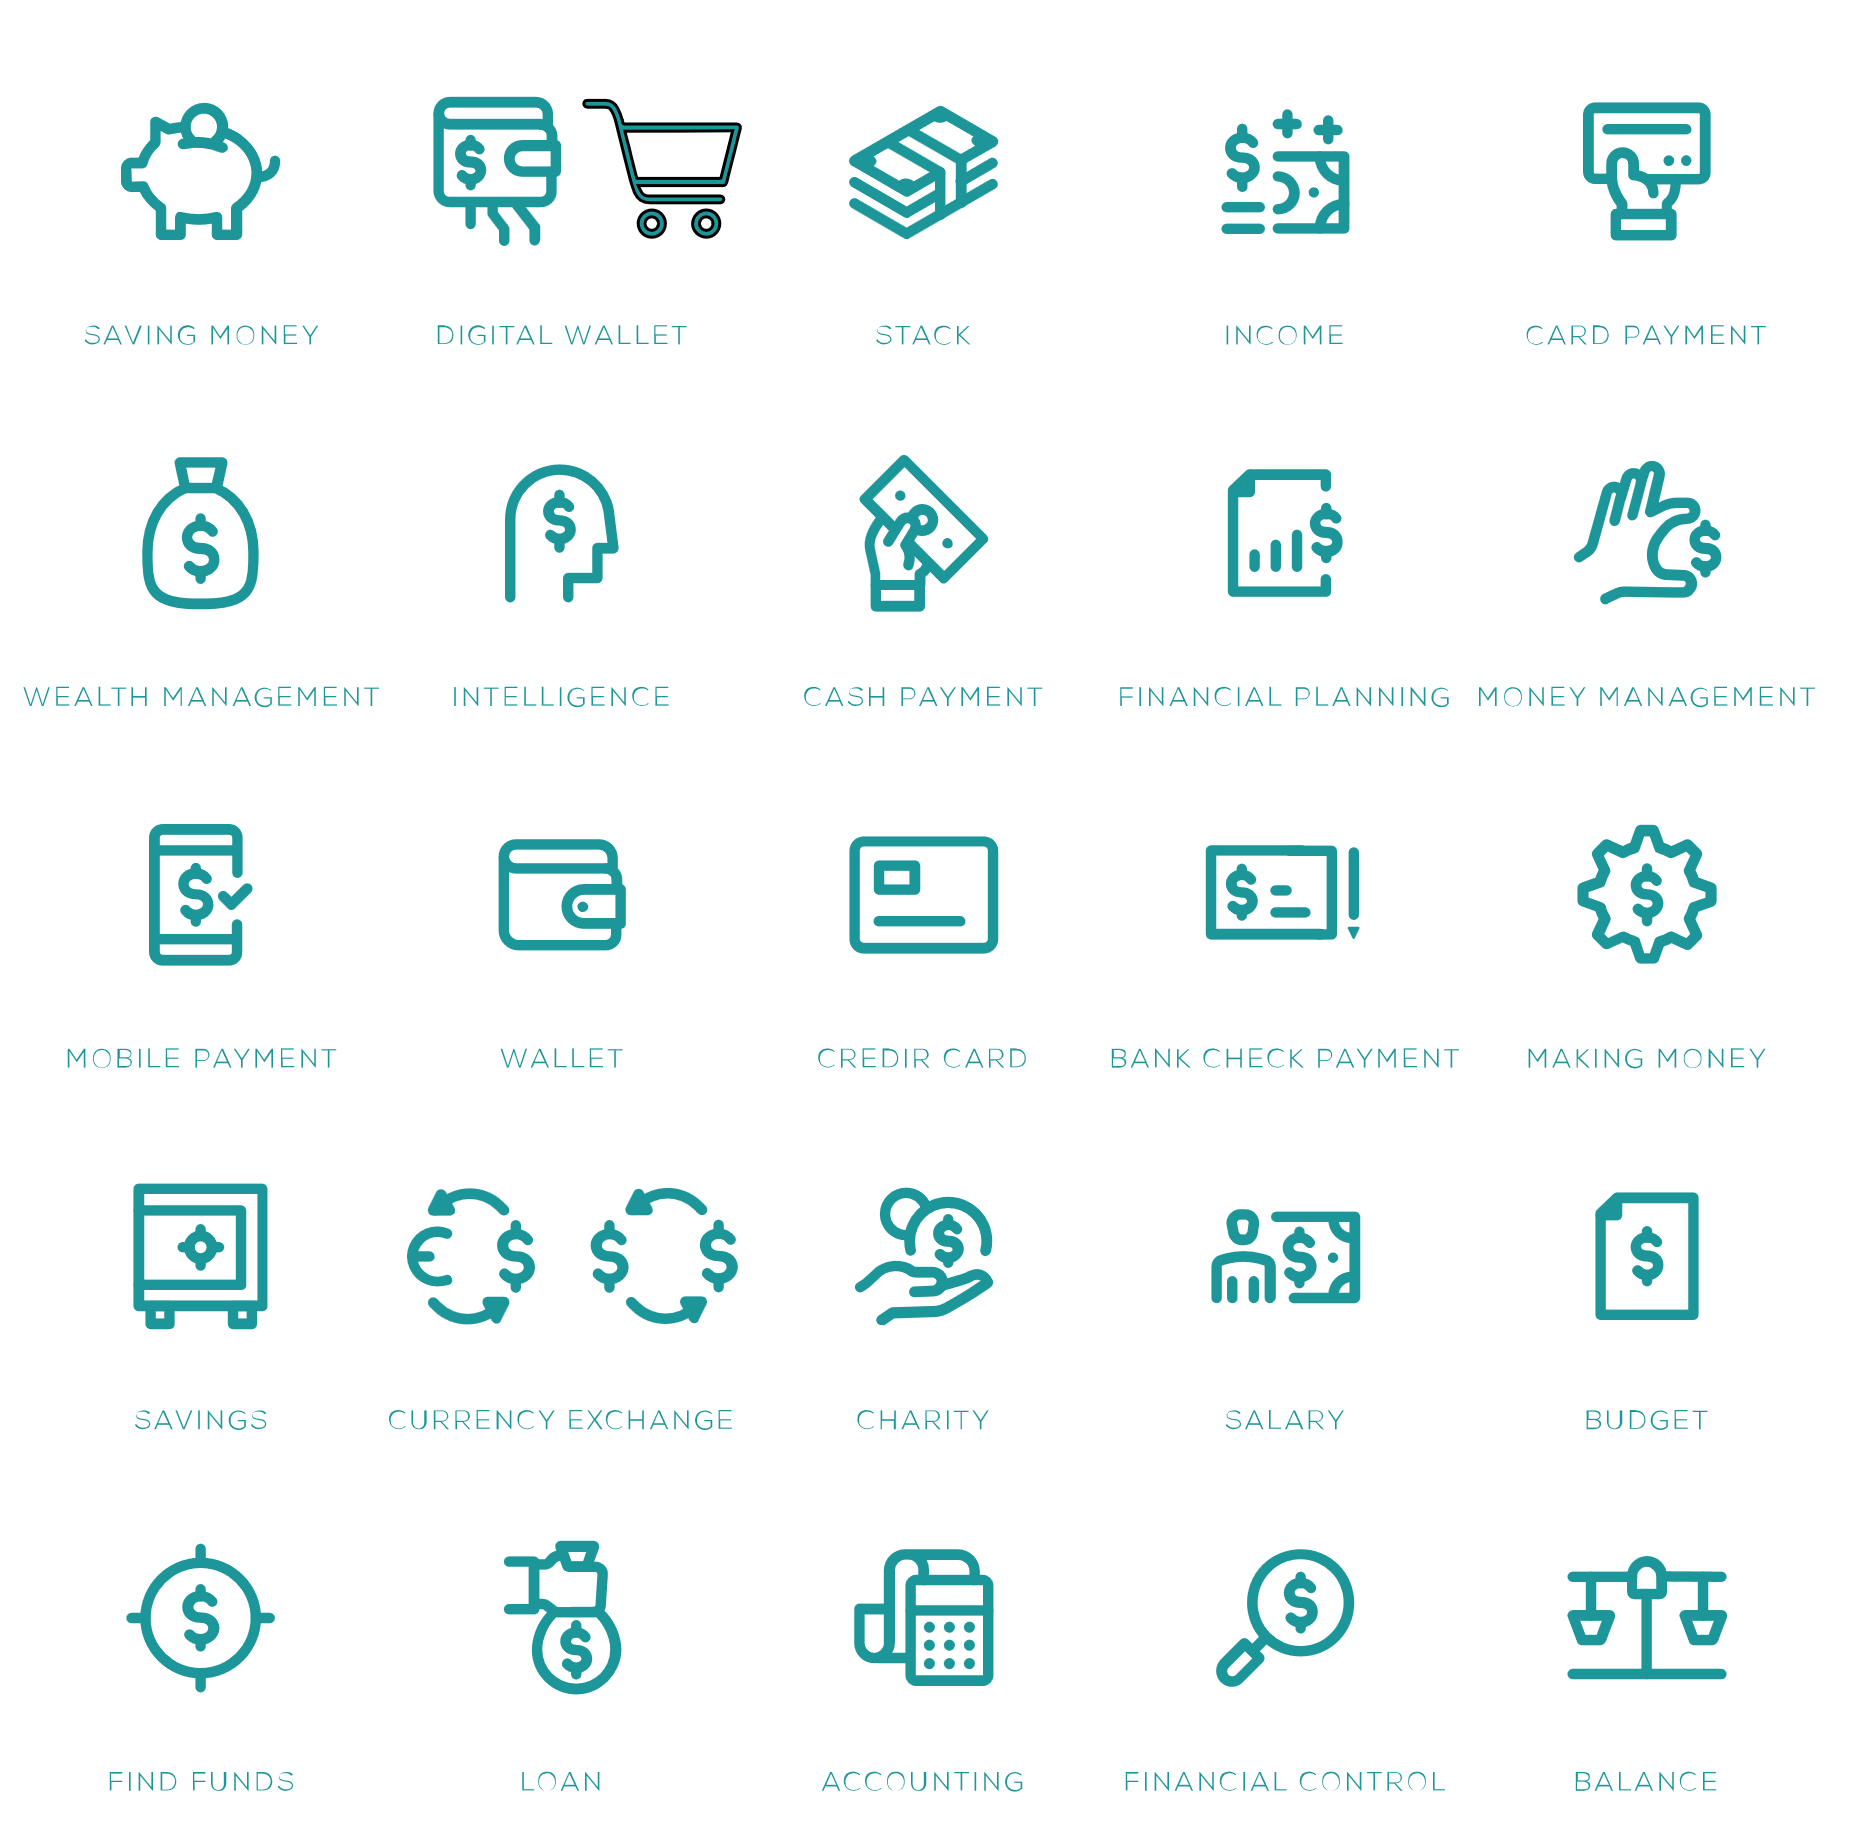 SAVING MONEY
DIGITAL WALLET
STACK
INCOME
CARD PAYMENT
WEALTH MANAGEMENT
INTELLIGENCE
CASH PAYMENT
FINANCIAL PLANNING
MONEY MANAGEMENT
MOBILE PAYMENT
WALLET
CREDIR CARD
BANK CHECK PAYMENT
MAKING MONEY
SAVINGS
CURRENCY EXCHANGE
CHARITY
SALARY
BUDGET
FIND FUNDS
LOAN
ACCOUNTING
FINANCIAL CONTROL
BALANCE